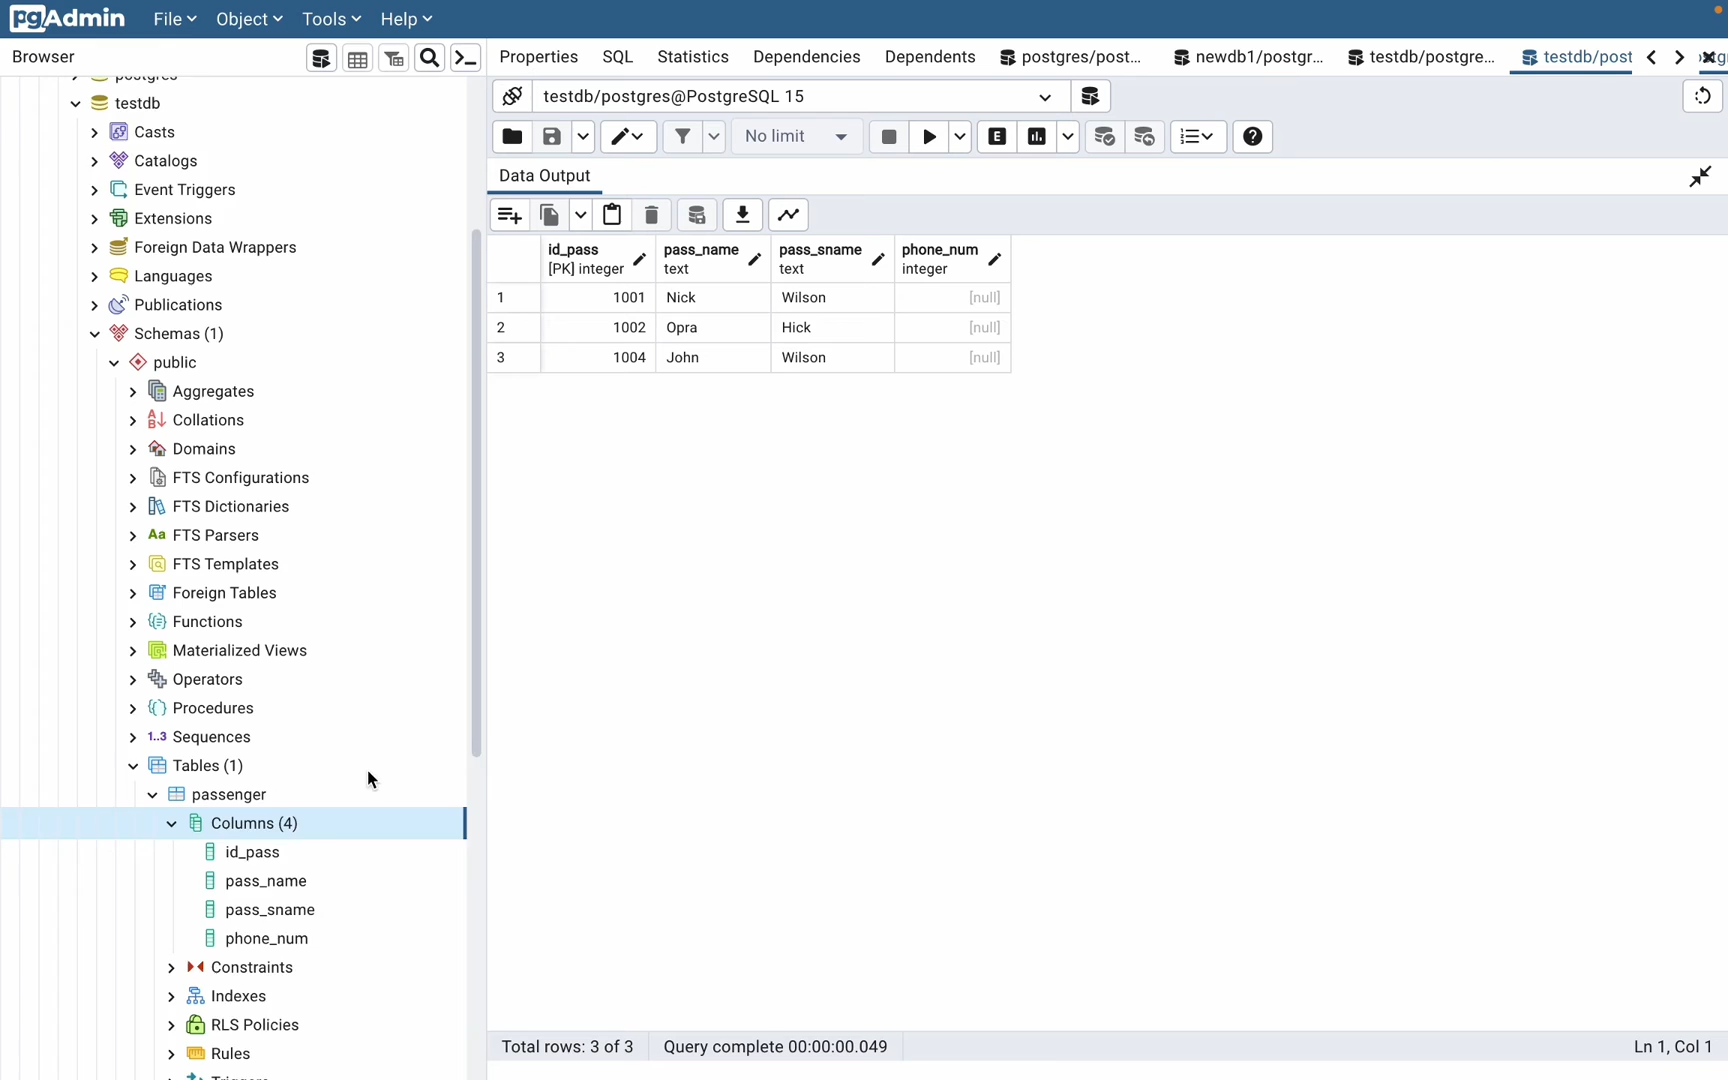 pgAdmin File Object Tools Help
Browser
Properties SQL Statistics Dependencies Dependents postgres/post... newdb1/postgr... testdb/postgre... testdb/post
postgres
testdb/postgres@PostgreSQL 15
testdb
Casts
Catalogs
Event Triggers
Extensions
Foreign Data Wrappers
Languages
Publications
Schemas (1)
public
Aggregates
Collations
Domains
FTS Configurations
FTS Dictionaries
Aa FTS Parsers
FTS Templates
Foreign Tables
Functions
Materialized Views
Operators
Procedures
1..3 Sequences
Tables (1)
passenger
Columns (4)
id_pass
pass_name
pass_sname
phone_num
Constraints
Indexes
RLS Policies
Rules
No limit
E
Data Output
id_pass pass_name pass_sname phone_num
[PK] integer text text integer
1 1001 Nick Wilson [null]
2 1002 Opra Hick [null]
3 1004 John Wilson [null]
Total rows: 3 of 3 Query complete 00:00:00.049 Ln 1, Col 1